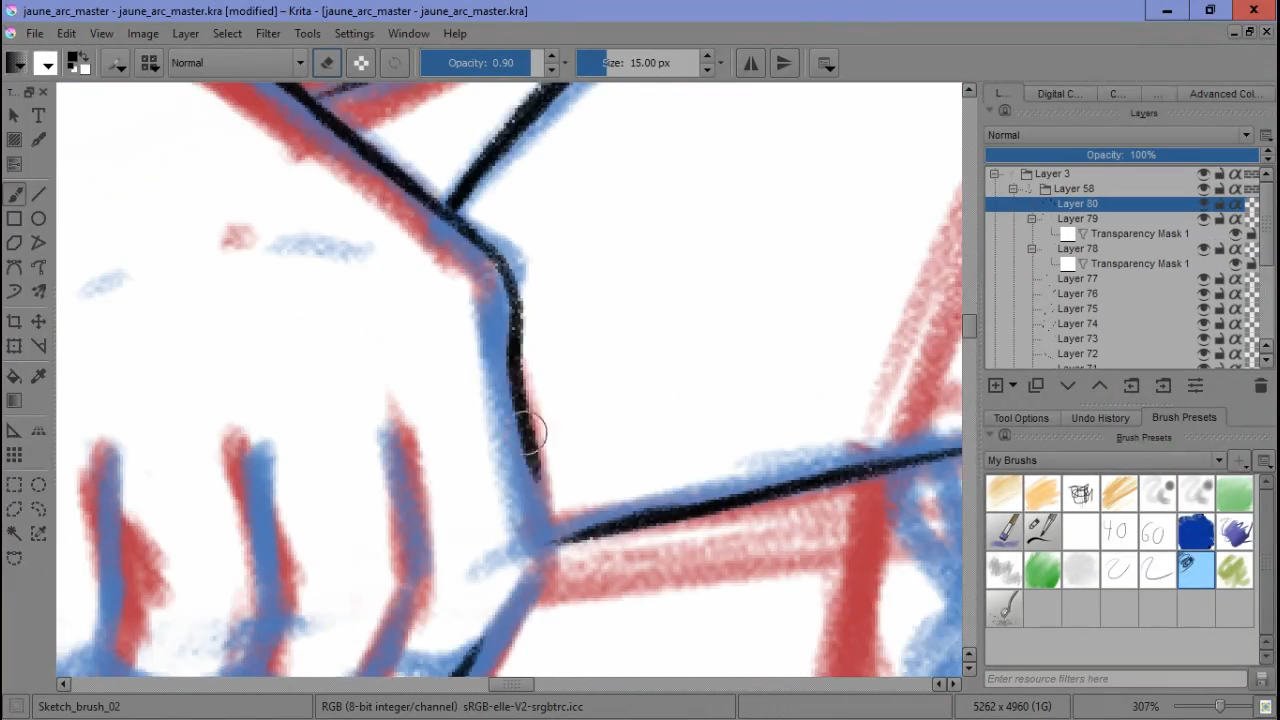 jaune_arc_master - jaune_arc_master.kra [modified] – Krita - [jaune_arc_master - jaune_arc_master.kra]
File Edit View Image Layer Select Filter Tools Settings Window Help
Normal Opacity: 0.90 Size: 15.00 px
T... L... Digital C... C... ... Advanced Col...
Layers
Normal
Opacity: 100%
Layer 3
Layer 58
Layer 80
Layer 79
Transparency Mask 1
Layer 78
Transparency Mask 1
Layer 77
Layer 76
Layer 75
Layer 74
Layer 73
Layer 72
Tool Options Undo History Brush Presets
Brush Presets
My Brushes
40 60
Enter resource filters here
Sketch_brush_02 RGB (8-bit integer/channel) sRGB-elle-V2-srgbtrc.icc 5262 x 4960 (1G) 307%